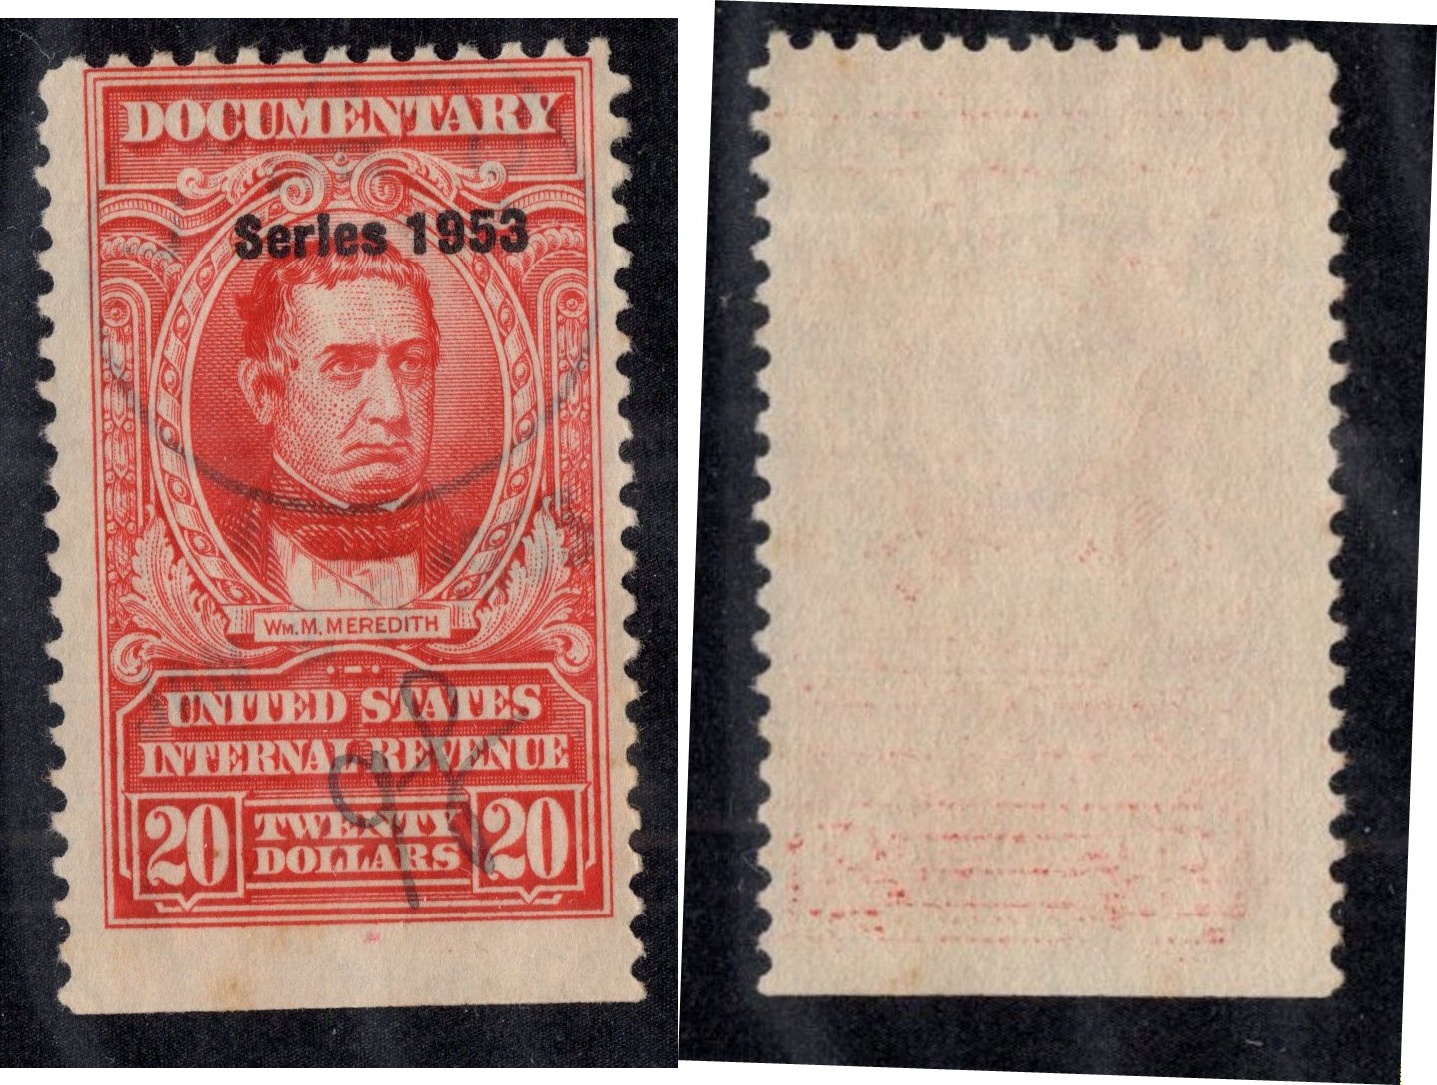 DOCUMENTARY
Series 1953
WM. M. MEREDITH
UNITED STATES
INTERNAL REVENUE
20 TWENTY DOLLARS 20